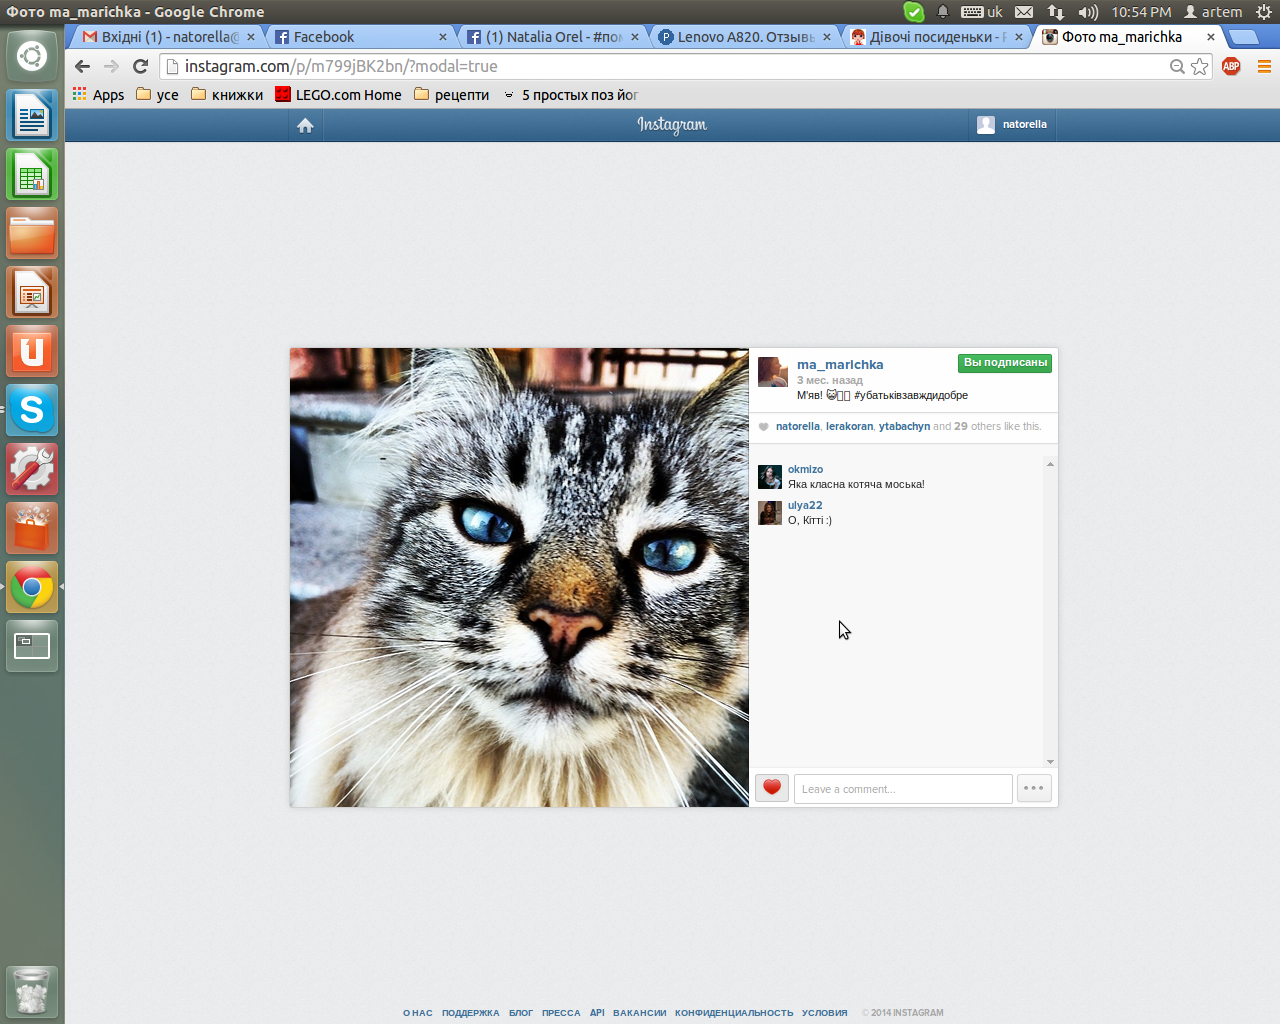 Фото ma_marichka - Google Chrome
uk
10:54 PM
artem
Вхідні (1) - natorella@
Facebook
(1) Natalia Orel - #пом
Lenovo A820. Отзывы
Дівочі посиденьки - F
Фото ma_marichka
instagram.com/p/m799jBK2bn/?modal=true
ABP
Apps
усе
книжки
LEGO.com Home
рецепти
5 простых поз йог
Instagram
natorella
ma_marichka
Вы подписаны
3 мес. назад
М'яв! 😺 #убатьківзавждидобре
natorella, lerakoran, ytabachyn and 29 others like this.
okmizo
Яка класна котяча моська!
ulya22
О, Кітті :)
Leave a comment...
О НАС ПОДДЕРЖКА БЛОГ ПРЕССА API ВАКАНСИИ КОНФИДЕНЦИАЛЬНОСТЬ УСЛОВИЯ © 2014 INSTAGRAM